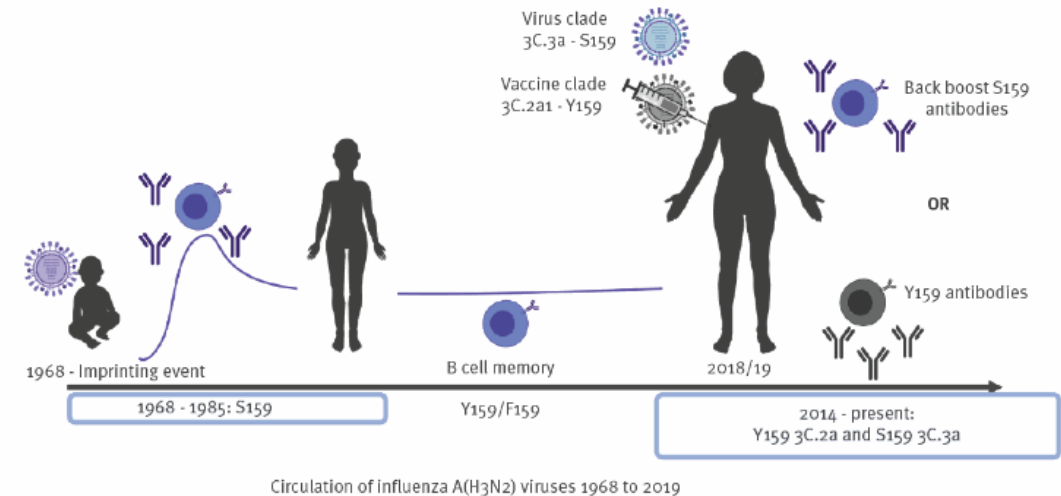 Virus clade
3C.3a - S159
Vaccine clade
3C.2a1 - Y159
Back boost S159
antibodies
OR
Y159 antibodies
1968 - Imprinting event
B cell memory
2018/19
1968 - 1985: S159
Y159/F159
2014 - present:
Y159 3C.2a and S159 3C.3a
Circulation of influenza A(H3N2) viruses 1968 to 2019